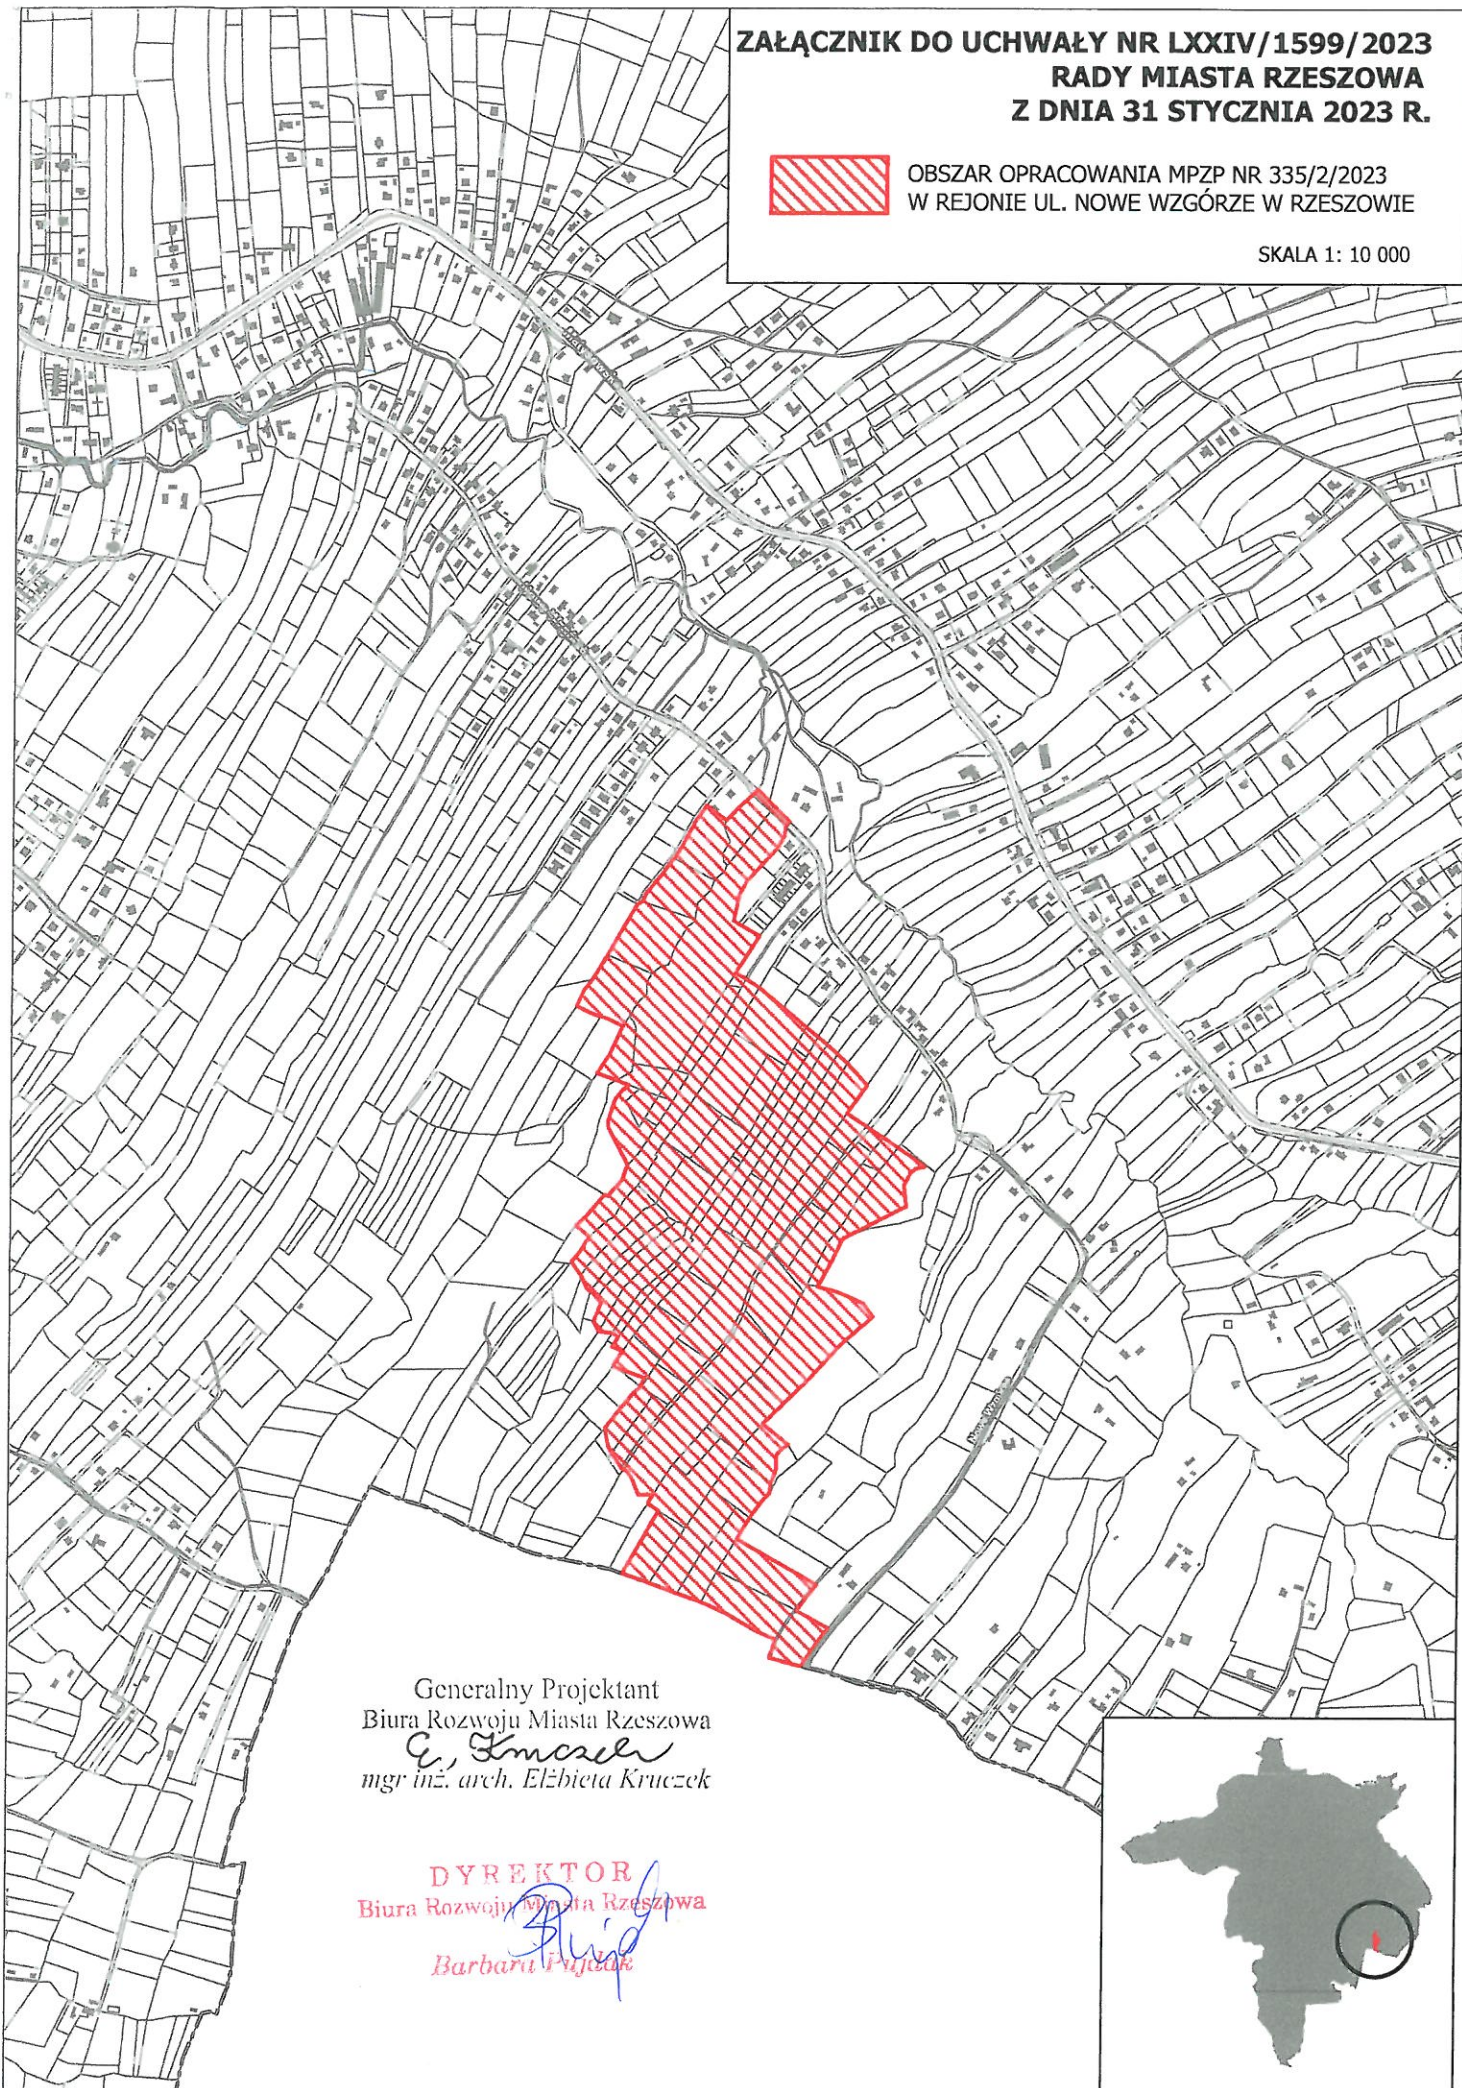 ZAŁĄCZNIK DO UCHWAŁY NR LXXIV/1599/2023
RADY MIASTA RZESZOWA
Z DNIA 31 STYCZNIA 2023 R.
OBSZAR OPRACOWANIA MPZP NR 335/2/2023
W REJONIE UL. NOWE WZGÓRZE W RZESZOWIE
SKALA 1: 10 000
Generalny Projektant
Biura Rozwoju Miasta Rzeszowa
mgr inż. arch. Elżbieta Kruczek
DYREKTOR
Biura Rozwoju Miasta Rzeszowa
Barbara Pujdak